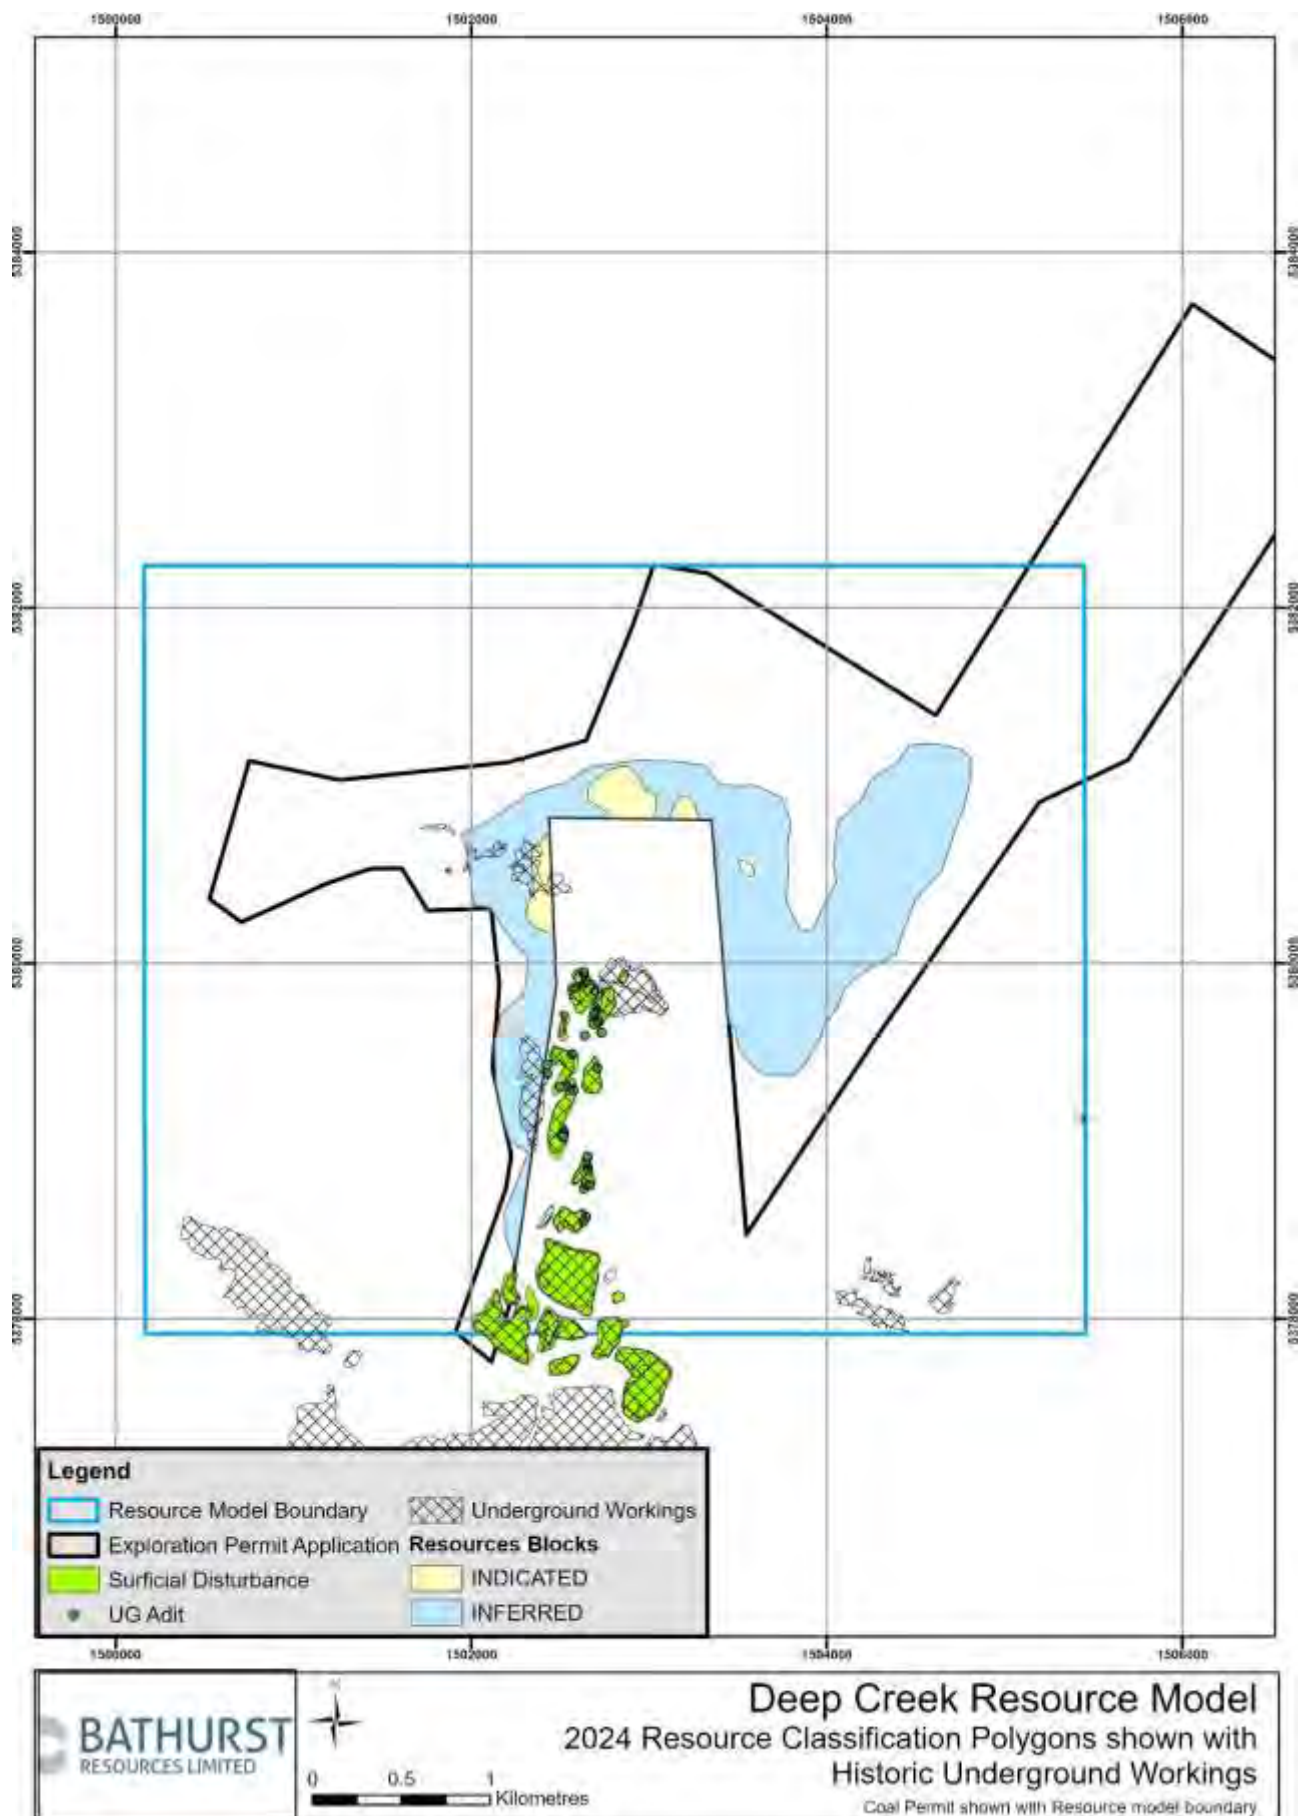 1500000 1502000 1504000 1506000
5384000 5384000
5382000 5382000
5380000 5380000
5378000 5378000
Legend
Resource Model Boundary
Exploration Permit Application
Surficial Disturbance
UG Adit
Underground Workings
Resources Blocks
INDICATED
INFERRED
1500000 1502000 1504000 1506000
BATHURST
RESOURCES LIMITED
0 0.5 1
Kilometres
Deep Creek Resource Model
2024 Resource Classification Polygons shown with
Historic Underground Workings
Coal Permit shown with Resource model boundary